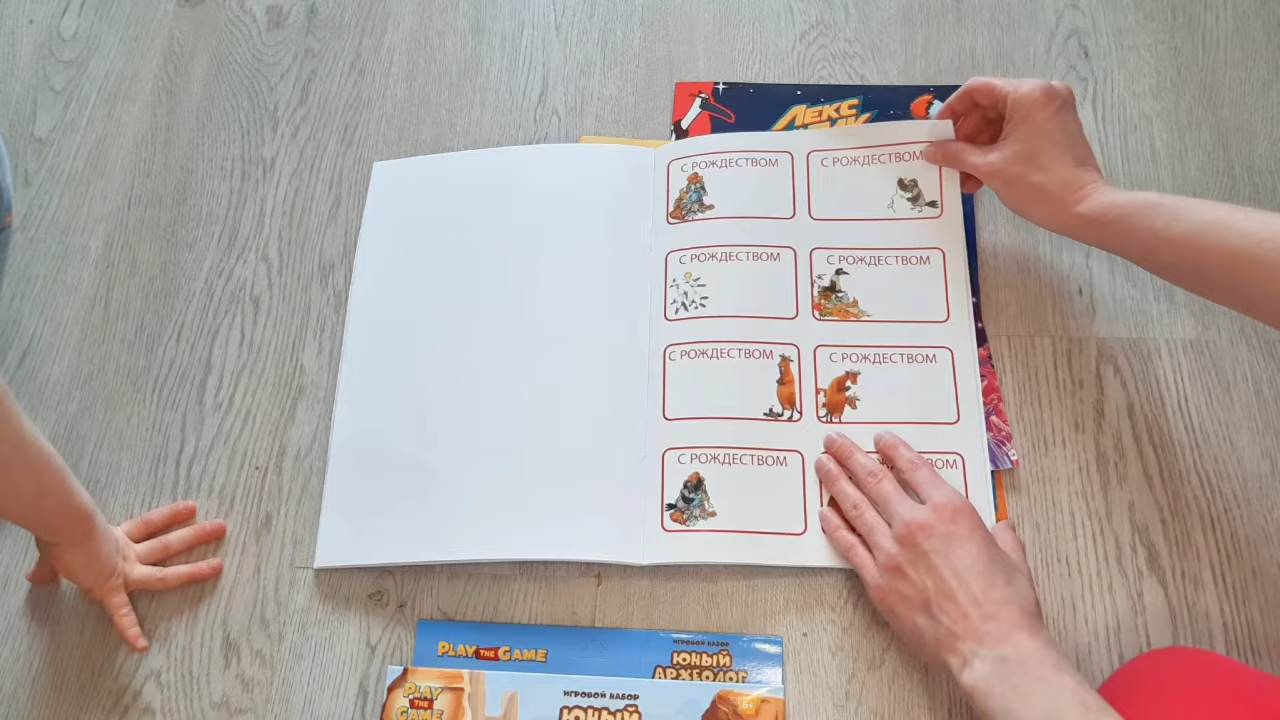 ЛЕКС
С РОЖДЕСТВОМ
С РОЖДЕСТВОМ
С РОЖДЕСТВОМ
С РОЖДЕСТВОМ
С РОЖДЕСТВОМ
С РОЖДЕСТВОМ
С РОЖДЕСТВОМ
PLAY THE GAME
ИГРОВОЙ НАБОР
ЮНЫЙ
АРХЕОЛОГ
PLAY
THE
GAME
ИГРОВОЙ НАБОР
ЮНЫЙ
6+